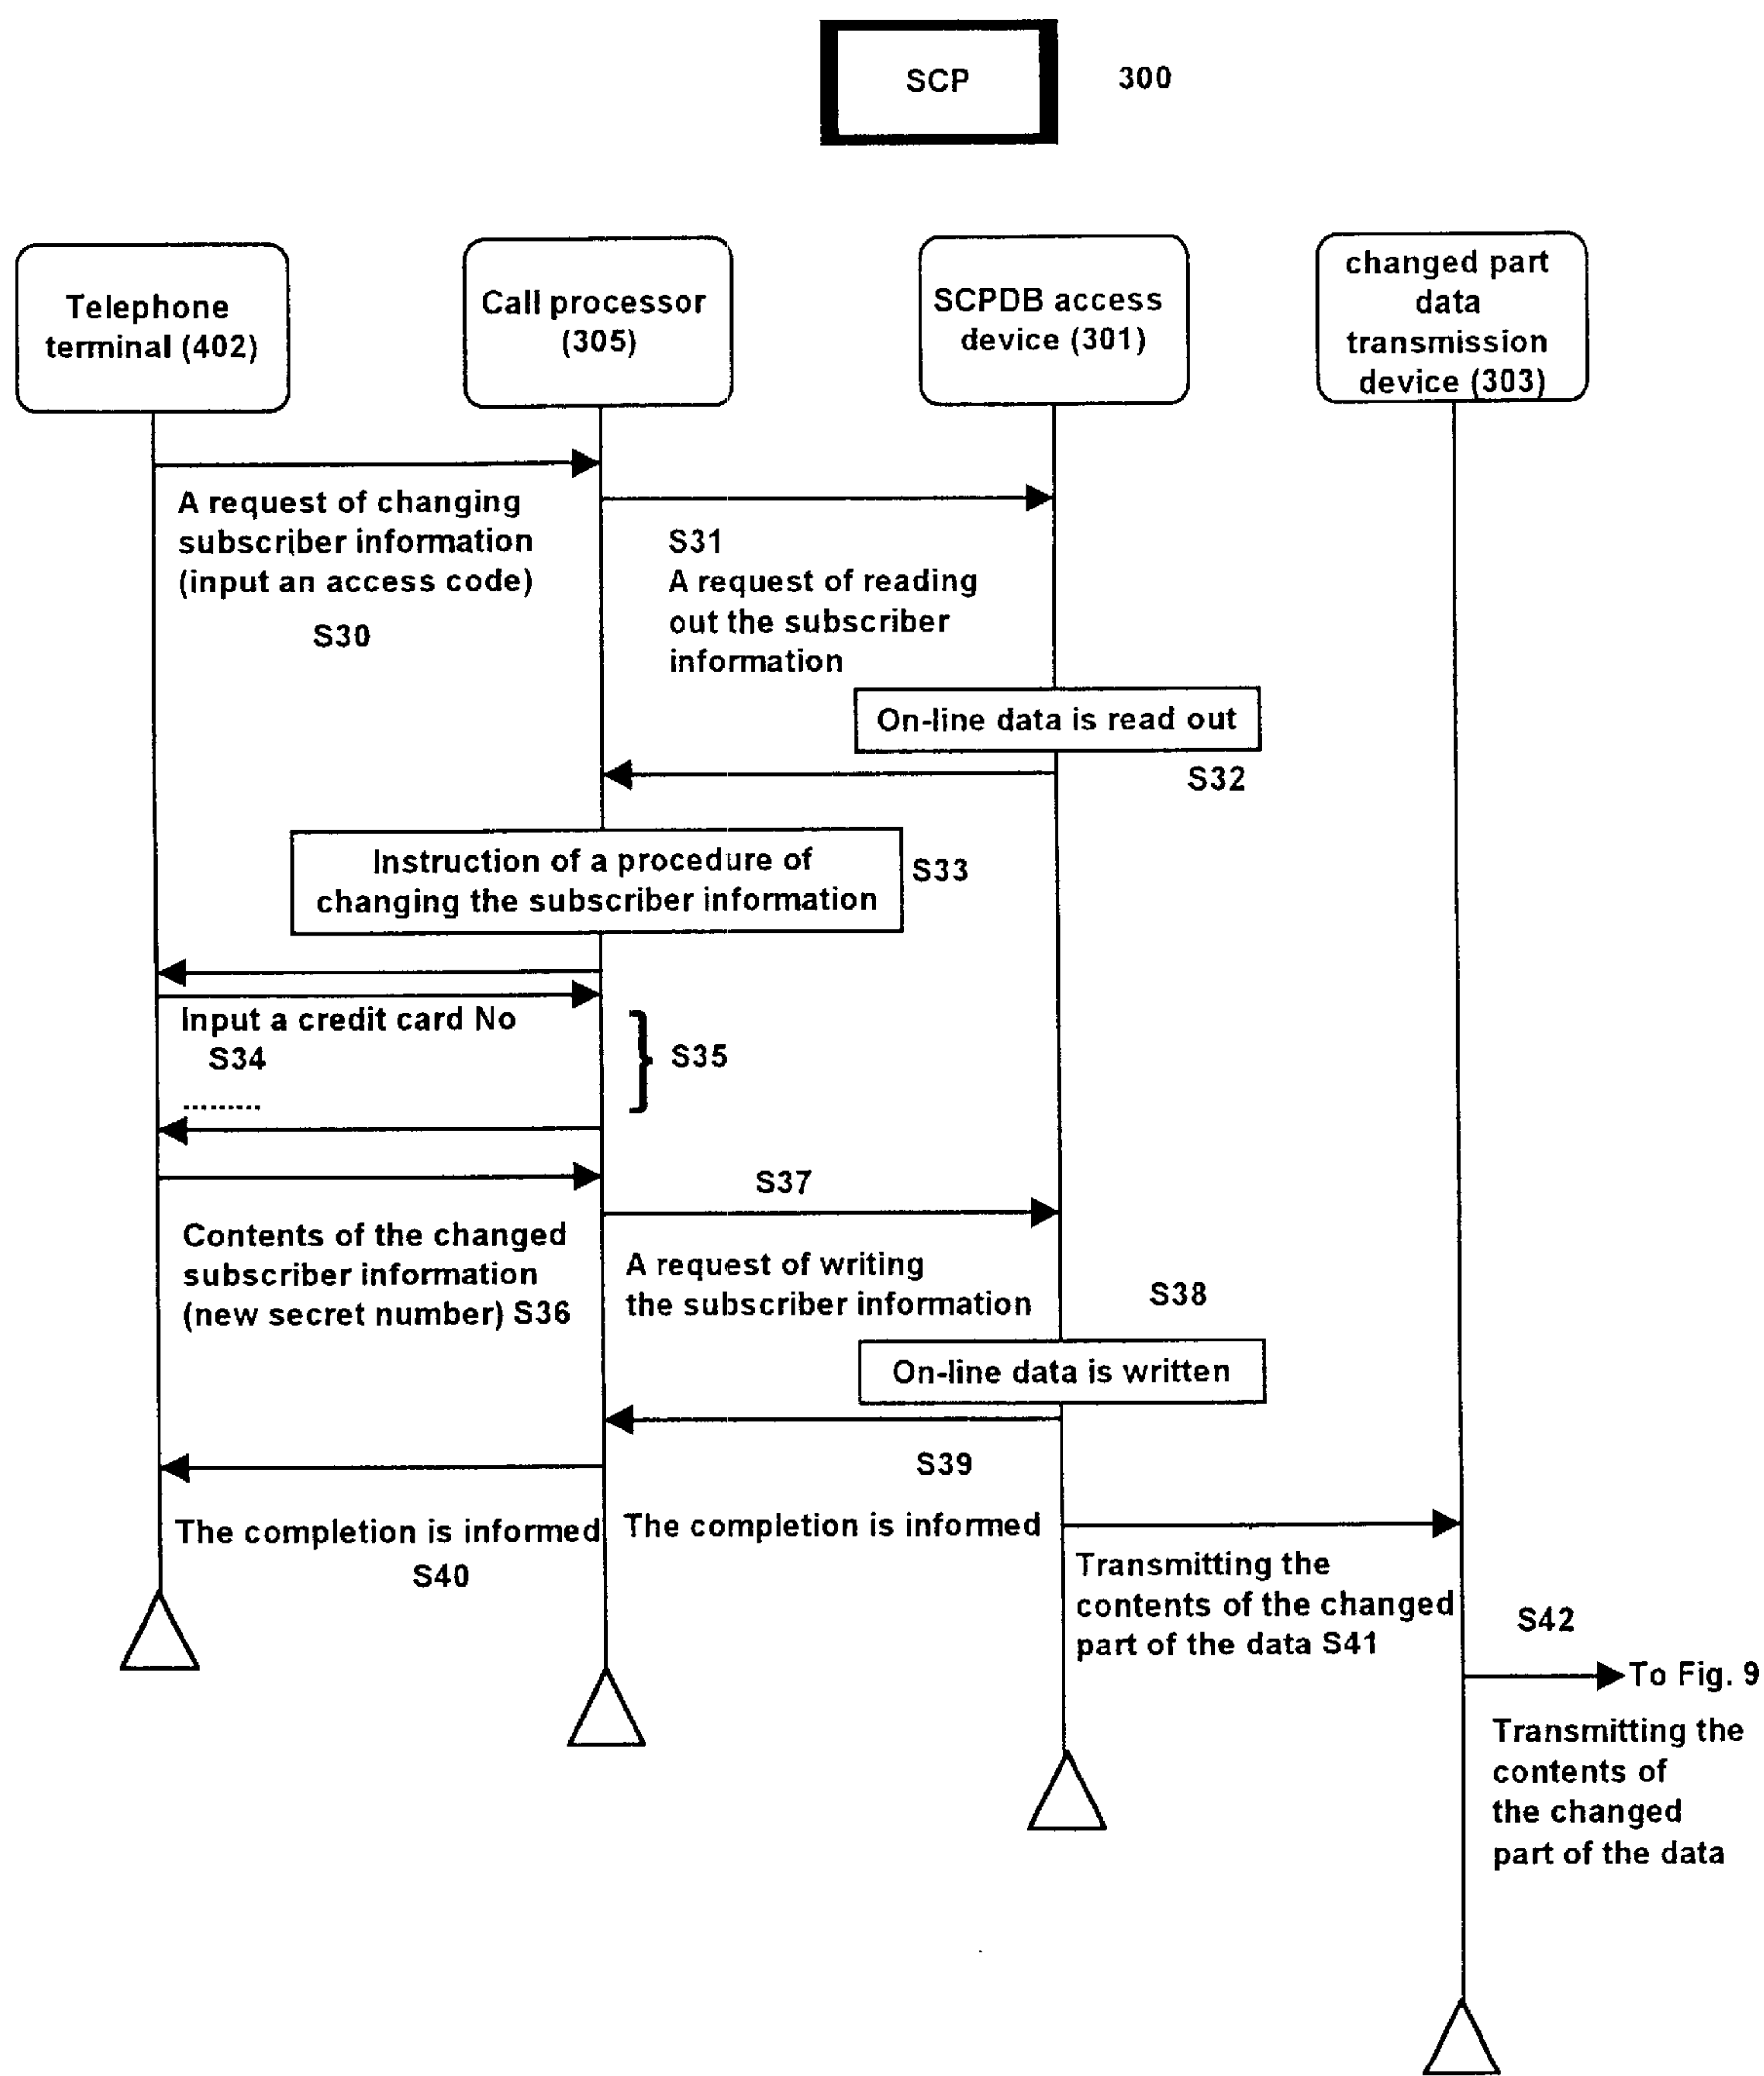 SCP
300
Telephone
terminal (402)
Call processor
(305)
SCPDB access
device (301)
changed part
data
transmission
device (303)
A request of changing
subscriber information
(input an access code)
S30
S31
A request of reading
out the subscriber
information
On-line data is read out
S32
Instruction of a procedure of
changing the subscriber information
S33
Input a credit card No
S34
.........
S35
Contents of the changed
subscriber information
(new secret number) S36
S37
A request of writing
the subscriber information
S38
On-line data is written
S39
The completion is informed
The completion is informed
S40
Transmitting the
contents of the changed
part of the data S41
S42
To Fig. 9
Transmitting the
contents of
the changed
part of the data